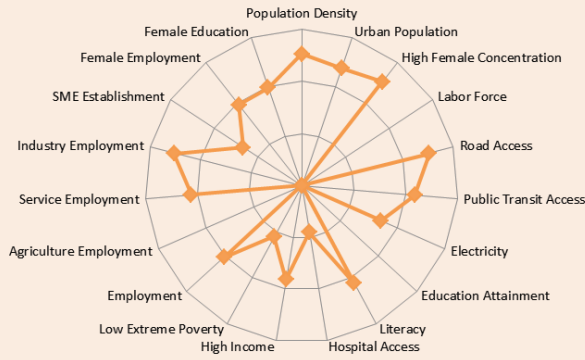 Population Density
Female Education
Urban Population
Female Employment
High Female Concentration
SME Establishment
Labor Force
Industry Employment
Road Access
Service Employment
Public Transit Access
Agriculture Employment
Electricity
Employment
Education Attainment
Low Extreme Poverty
Literacy
High Income
Hospital Access